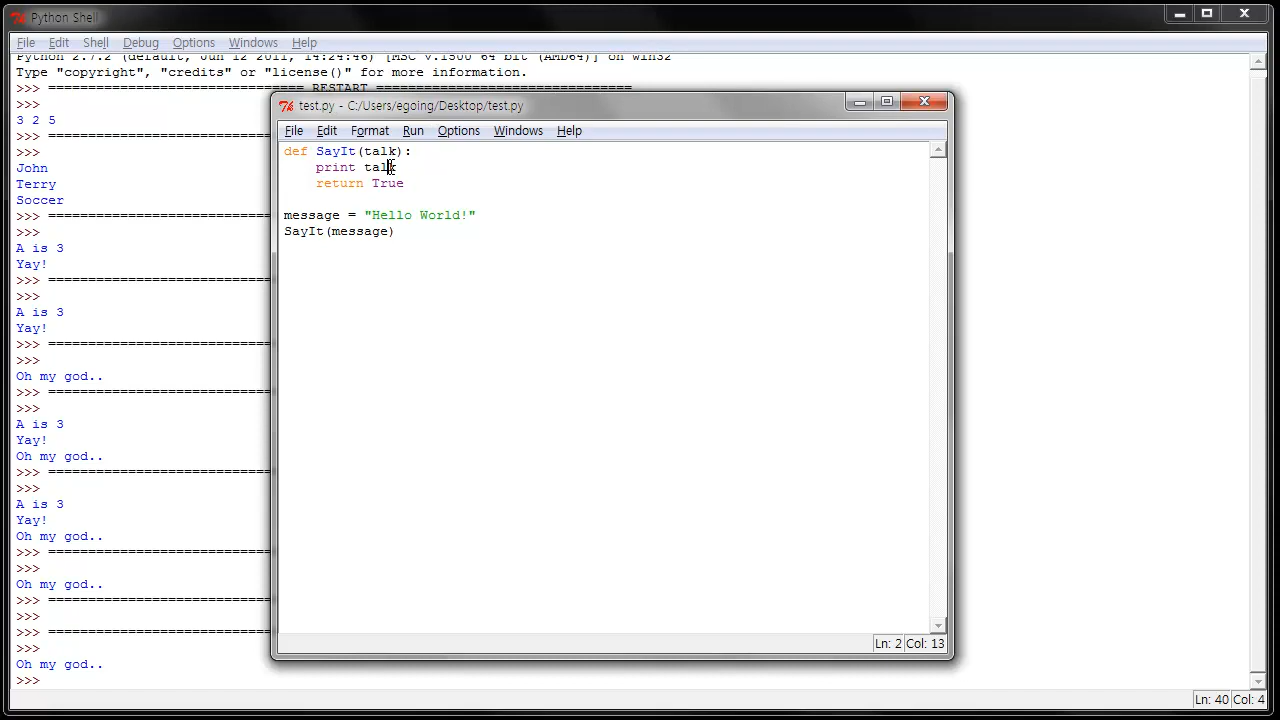 Python Shell
File Edit Shell Debug Options Windows Help
Python 2.7.2 (default, Jun 12 2011, 14:24:46) [MSC v.1500 64 bit (AMD64)] on win32
Type "copyright", "credits" or "license()" for more information.
>>> ================================ RESTART ================================
>>>
3 2 5
>>> ============================
>>>
John
Terry
Soccer
>>> ============================
>>>
A is 3
Yay!
>>> ============================
>>>
A is 3
Yay!
>>> ============================
>>>
Oh my god..
>>> ============================
>>>
A is 3
Yay!
Oh my god..
>>> ============================
>>>
A is 3
Yay!
Oh my god..
>>> ============================
>>>
Oh my god..
>>> ============================
>>>
>>> ============================
>>>
Oh my god..
>>>
Ln: 40 Col: 4
test.py - C:/Users/egoing/Desktop/test.py
File Edit Format Run Options Windows Help
def SayIt(talk):
    print talk
    return True

message = "Hello World!"
SayIt(message)
Ln: 2 Col: 13